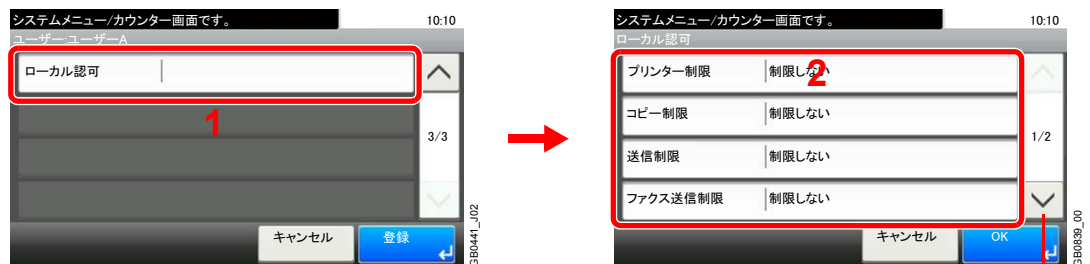 システムメニュー/カウンター画面です。 10:10
ユーザー:ユーザーA
ローカル認可
1
3/3
キャンセル 登録
GB0441_J02
システムメニュー/カウンター画面です。 10:10
ローカル認可
プリンター制限 制限しない
2
コピー制限 制限しない
1/2
送信制限 制限しない
ファクス送信制限 制限しない
キャンセル OK
GB0839_00